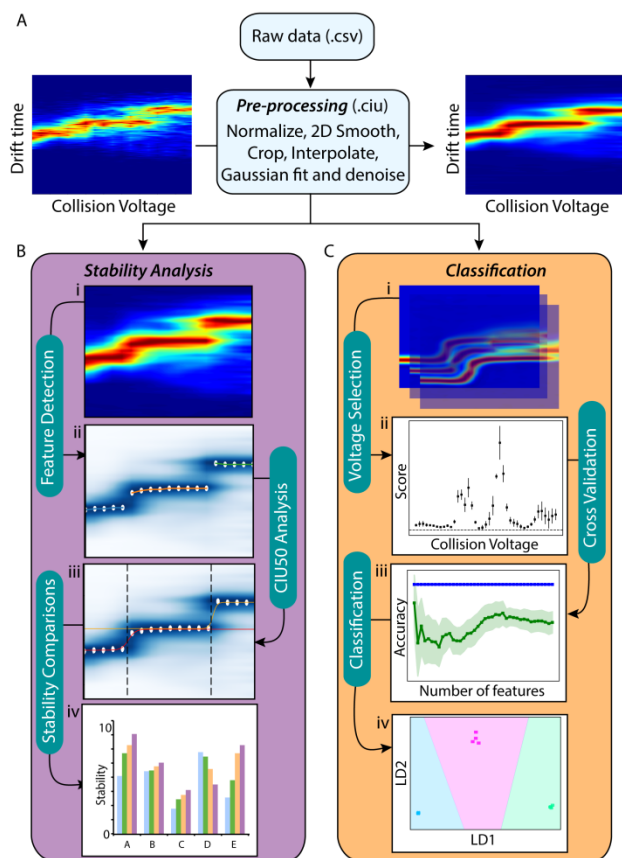 A
Raw data (.csv)
Pre-processing (.ciu)
Normalize, 2D Smooth,
Crop, Interpolate,
Gaussian fit and denoise
Drift time
Collision Voltage
Drift time
Collision Voltage
B
Stability Analysis
i
Feature Detection
ii
CIU50 Analysis
iii
Stability Comparisons
iv
10
Stability
0
A B C D E
C
Classification
i
Voltage Selection
ii
Score
Collision Voltage
Cross Validation
iii
Accuracy
Number of features
Classification
iv
LD2
LD1